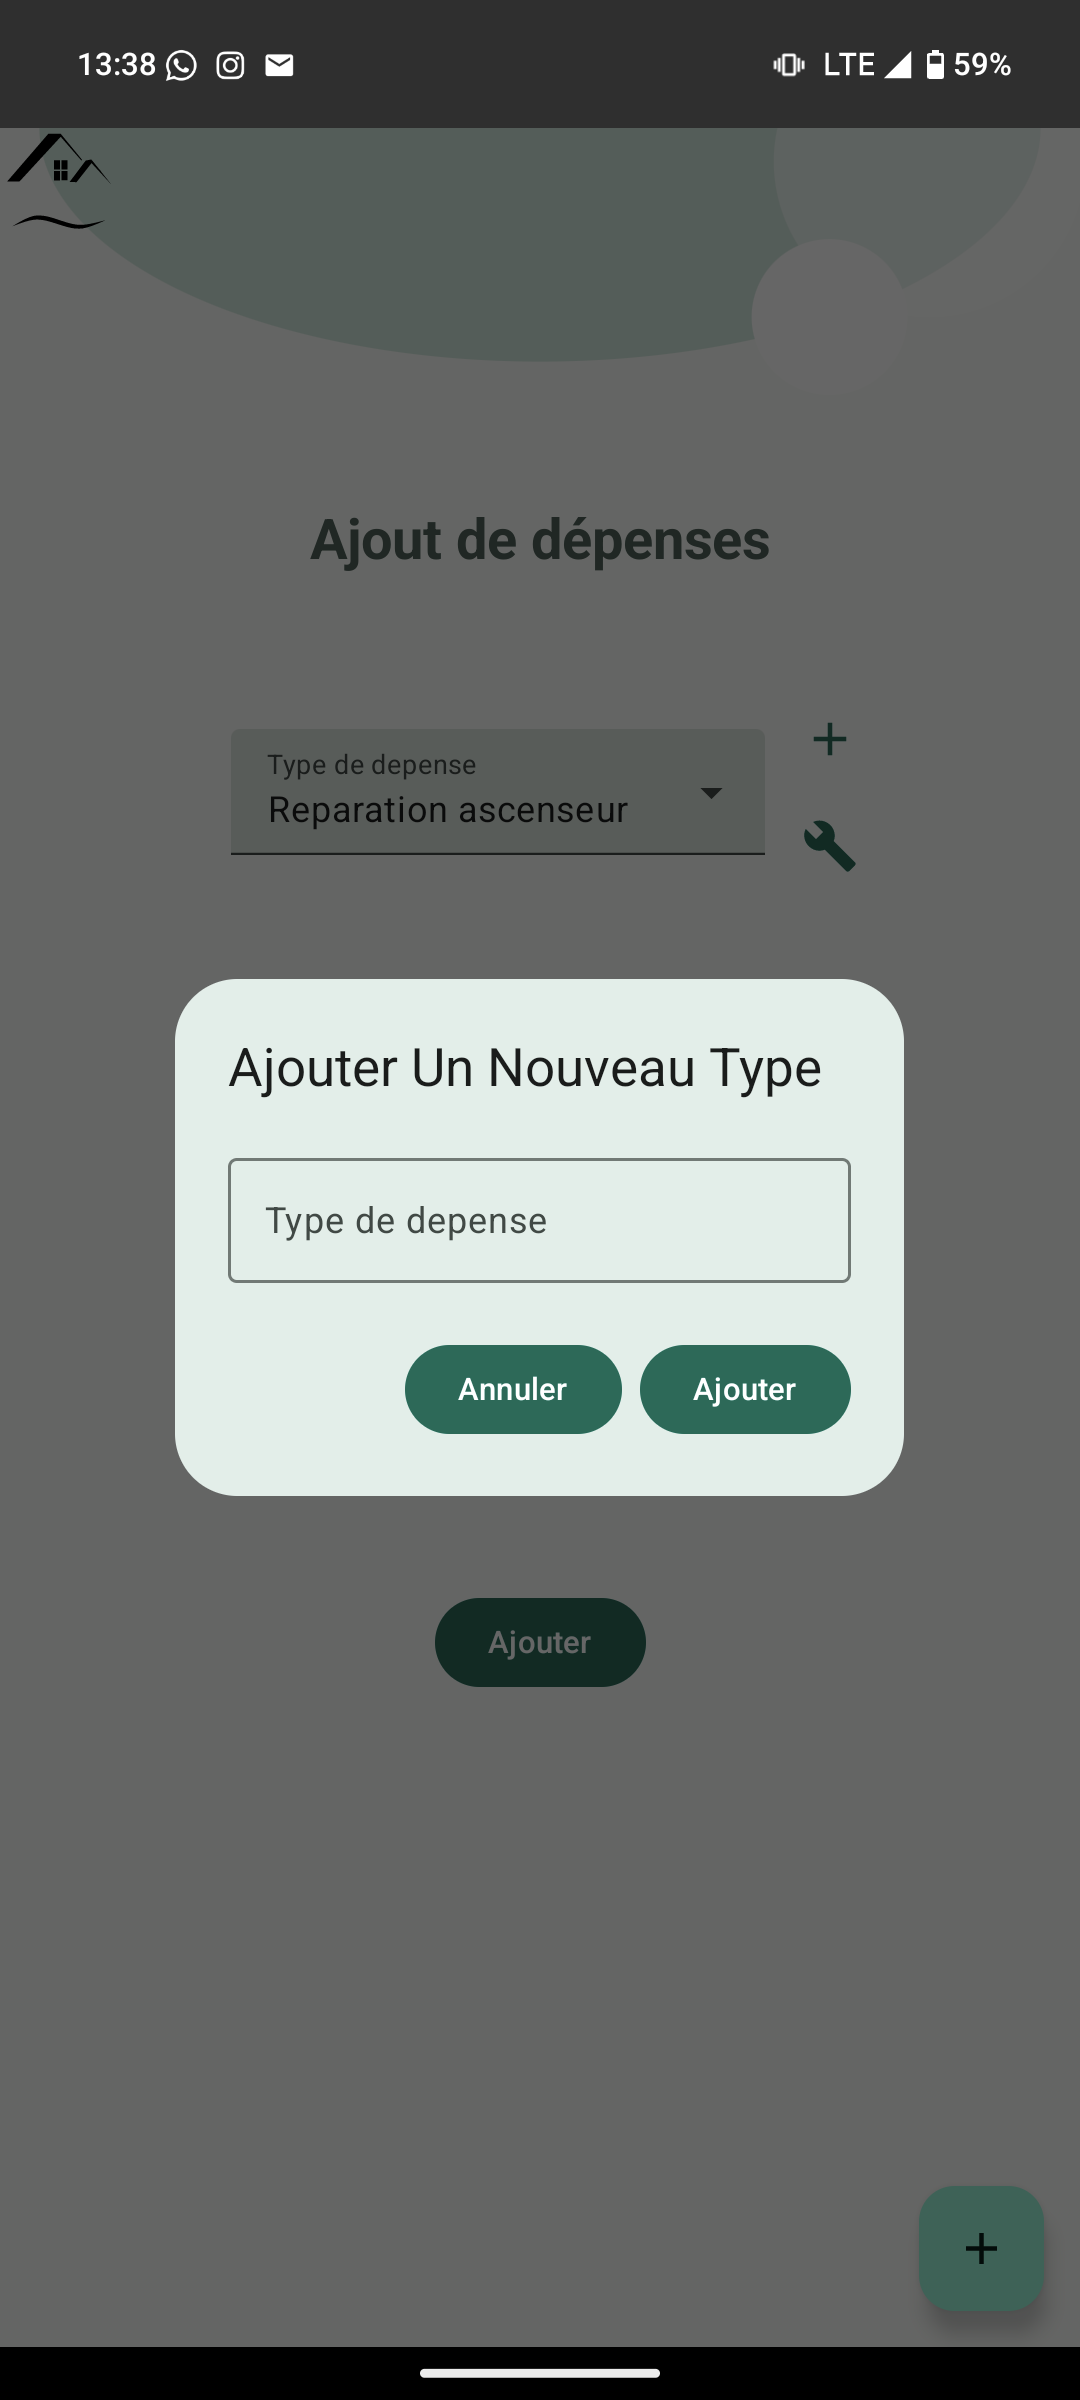 13:38 LTE 59%
Ajout de dépenses
Type de depense
Reparation ascenseur
Ajouter Un Nouveau Type
Type de depense
Annuler Ajouter
Ajouter